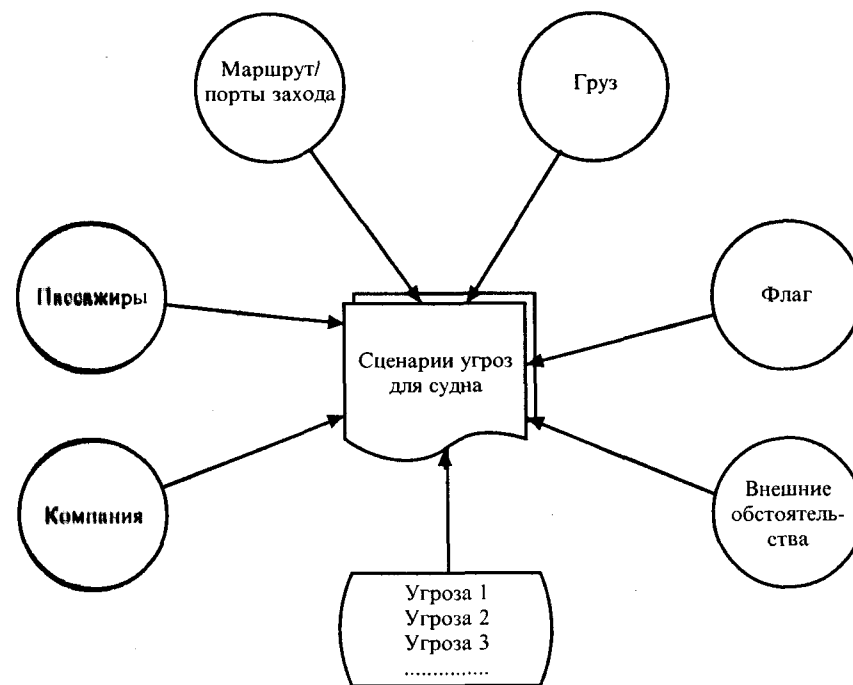 Маршрут/
порты захода
Груз
Пассажиры
Флаг
Сценарии угроз
для судна
Компания
Внешние
обстоятель-
ства
Угроза 1
Угроза 2
Угроза 3
...............